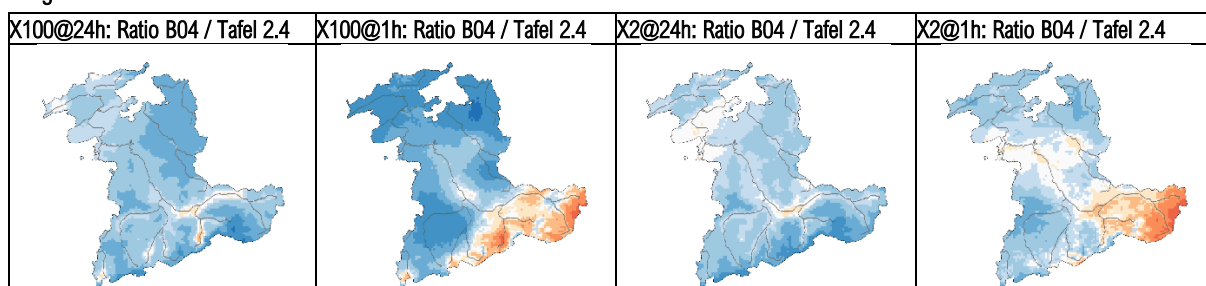 X100@24h: Ratio B04 / Tafel 2.4
X100@1h: Ratio B04 / Tafel 2.4
X2@24h: Ratio B04 / Tafel 2.4
X2@1h: Ratio B04 / Tafel 2.4